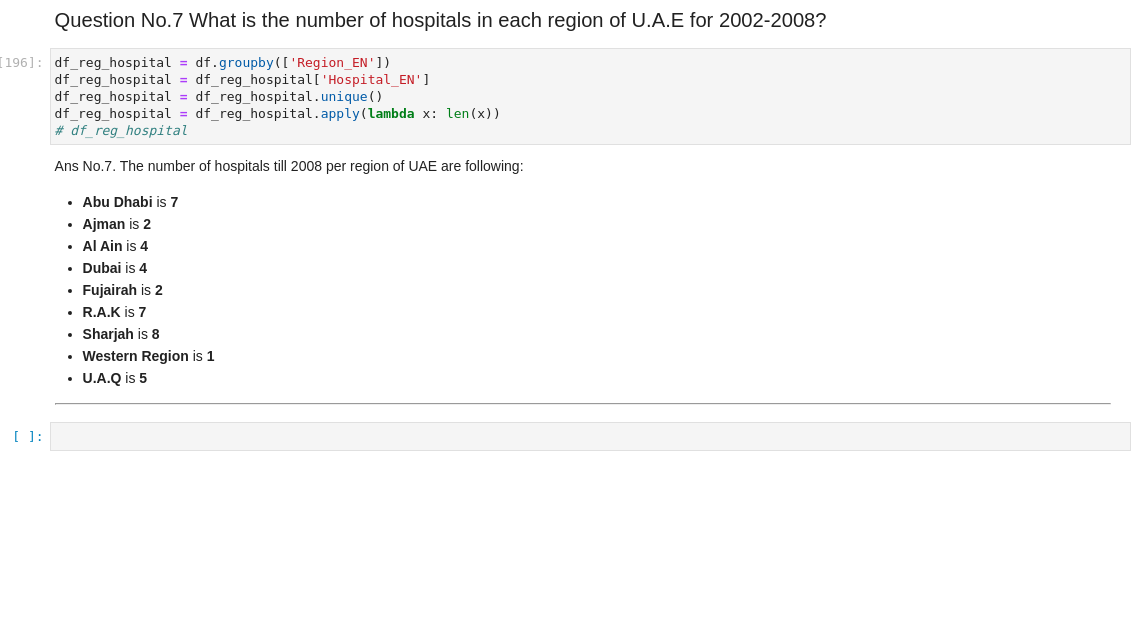 Question No.7 What is the number of hospitals in each region of U.A.E for 2002-2008?
[196]:
df_reg_hospital = df.groupby(['Region_EN'])
df_reg_hospital = df_reg_hospital['Hospital_EN']
df_reg_hospital = df_reg_hospital.unique()
df_reg_hospital = df_reg_hospital.apply(lambda x: len(x))
# df_reg_hospital
Ans No.7. The number of hospitals till 2008 per region of UAE are following:
• Abu Dhabi is 7
• Ajman is 2
• Al Ain is 4
• Dubai is 4
• Fujairah is 2
• R.A.K is 7
• Sharjah is 8
• Western Region is 1
• U.A.Q is 5
[ ]: